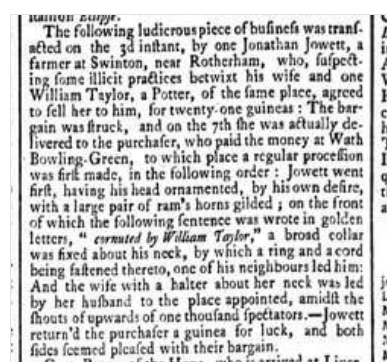 The following ludicrous piece of buſineſs was tranſ-
acted on the 3d inſtant, by one Jonathan Jowett, a
farmer at Swinton, near Rotherham, who, ſuſpect-
ing ſome illicit practices betwixt his wife and one
William Taylor, a Potter, of the ſame place, agreed
to ſell her to him, for twenty-one guineas : The bar-
gain was ſtruck, and on the 7th ſhe was actually de-
livered to the purchaſer, who paid the money at Wath
Bowling-Green, to which place a regular proceſſion
was firſt made, in the following order : Jowett went
firſt, having his head ornamented, by his own deſire,
with a large pair of ram's horns gilded ; on the front
of which the following ſentence was wrote in golden
letters, " cornuted by William Taylor," a broad collar
was fixed about his neck, by which a ring and a cord
being faſtened thereto, one of his neighbours led him:
And the wife with a halter about her neck was led
by her huſband to the place appointed, amidſt the
ſhouts of upwards of one thouſand ſpectators.—Jowett
return'd the purchaſer a guinea for luck, and both
ſides ſeemed pleaſed with their bargain.